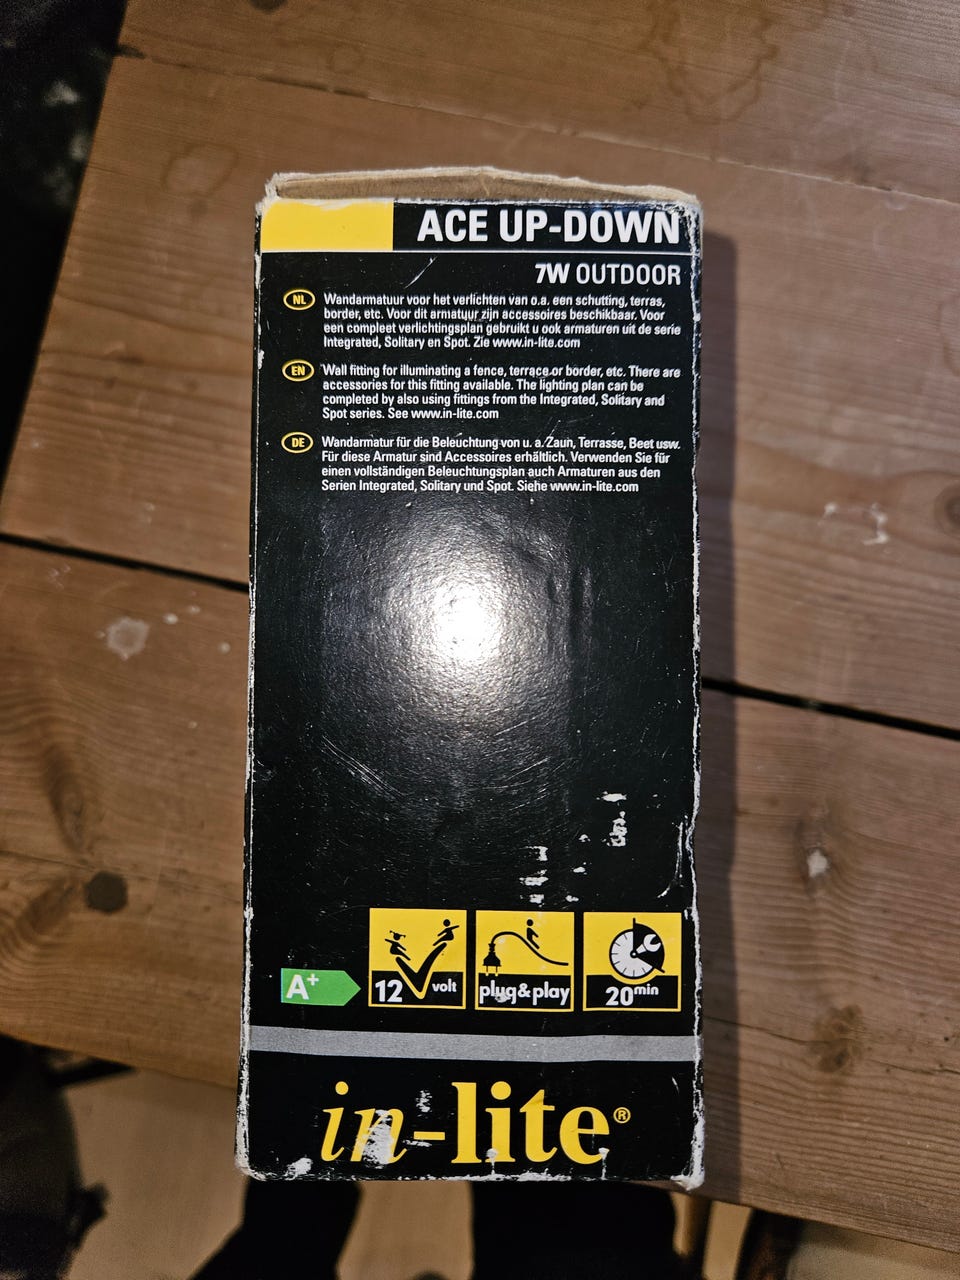 ACE UP-DOWN
7W OUTDOOR
NL
Wandarmatuur voor het verlichten van o.a. een schutting, terras,
border, etc. Voor dit armatuur zijn accessoires beschikbaar. Voor
een compleet verlichtingsplan gebruikt u ook armaturen uit de serie
Integrated, Solitary en Spot. Zie www.in-lite.com
EN
Wall fitting for illuminating a fence, terrace or border, etc. There are
accessories for this fitting available. The lighting plan can be
completed by also using fittings from the Integrated, Solitary and
Spot series. See www.in-lite.com
DE
Wandarmatur für die Beleuchtung von u. a. Zaun, Terrasse, Beet usw.
Für diese Armatur sind Accessoires erhältlich. Verwenden Sie für
einen vollständigen Beleuchtungsplan auch Armaturen aus den
Serien Integrated, Solitary und Spot. Siehe www.in-lite.com
A+
12 volt
plug&play
20min
in-lite®